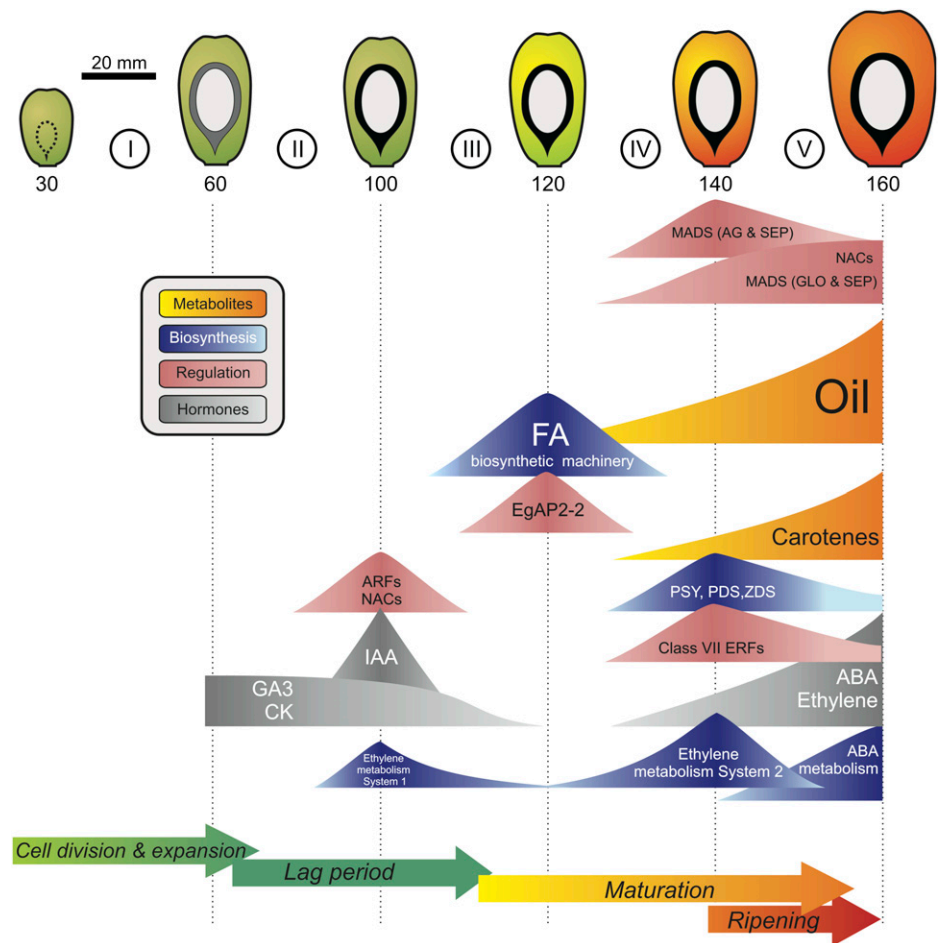 20 mm
I
II
III
IV
V
30
60
100
120
140
160
MADS (AG & SEP)
NACs
MADS (GLO & SEP)
Metabolites
Biosynthesis
Regulation
Hormones
Oil
FA
biosynthetic machinery
EgAP2-2
Carotenes
ARFs
NACs
PSY, PDS,ZDS
IAA
Class VII ERFs
GA3
CK
ABA
Ethylene
Ethylene
metabolism
System 1
Ethylene
metabolism System 2
ABA
metabolism
Cell division & expansion
Lag period
Maturation
Ripening